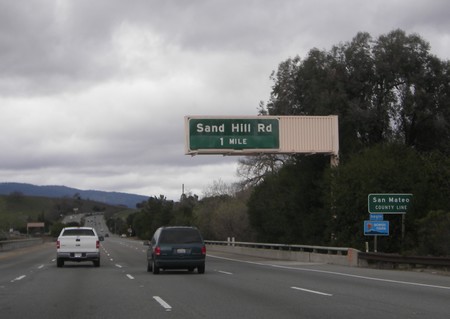 Sand Hill Rd
1 MILE
San Mateo
COUNTY LINE